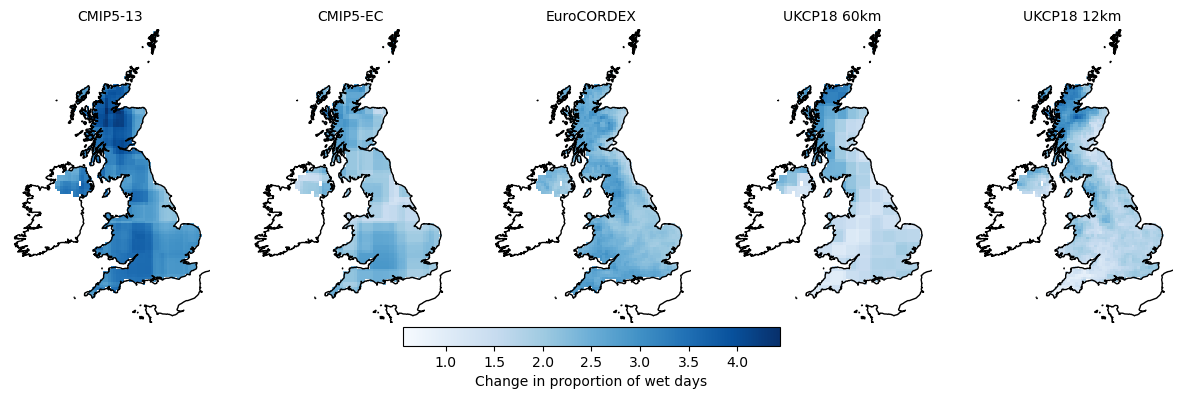 CMIP5-13 CMIP5-EC EuroCORDEX UKCP18 60km UKCP18 12km
1.0 1.5 2.0 2.5 3.0 3.5 4.0
Change in proportion of wet days